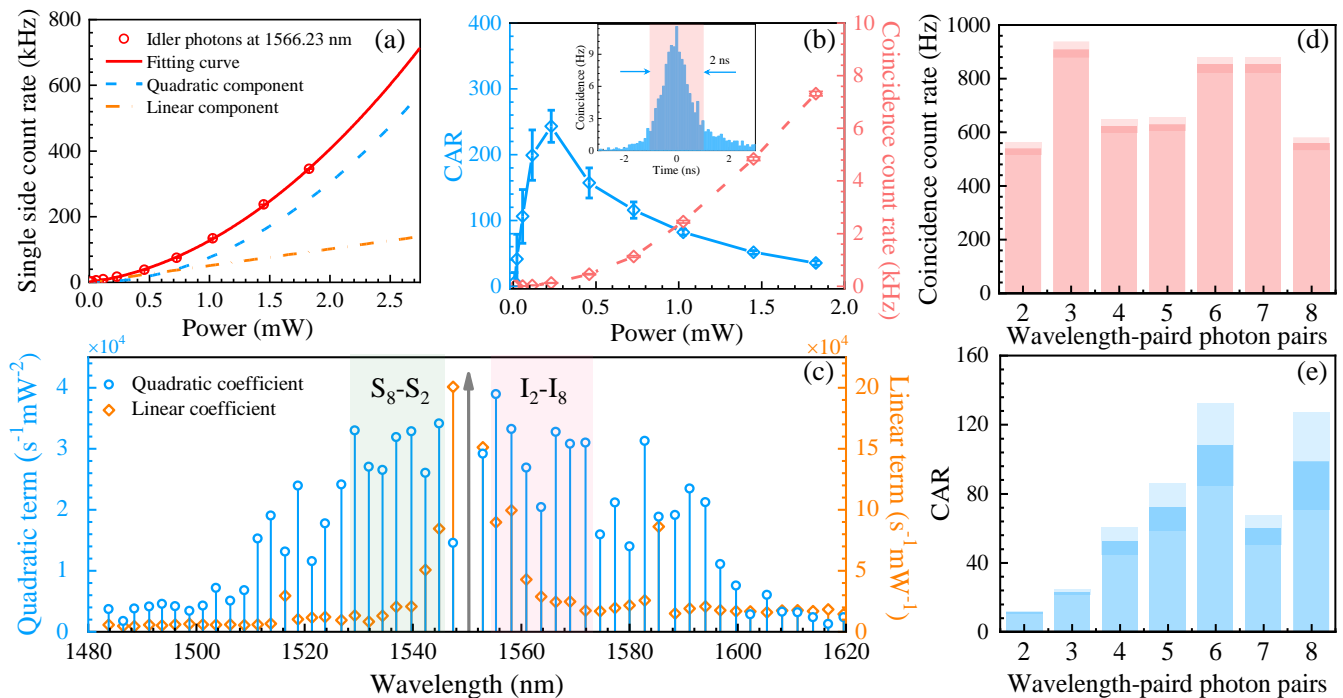 (a)
Idler photons at 1566.23 nm
Fitting curve
Quadratic component
Linear component
Single side count rate (kHz)
800
600
400
200
0
0.0 0.5 1.0 1.5 2.0 2.5
Power (mW)
(b)
CAR
400
300
200
100
0
0.0 0.5 1.0 1.5 2.0
Power (mW)
Coincidence count rate (kHz)
10
8
6
4
2
0
Coincidence (Hz)
9
6
3
0
-2 0 2
Time (ns)
2 ns
(d)
Coincidence count rate (Hz)
1000
800
600
400
200
0
2 3 4 5 6 7 8
Wavelength-paird photon pairs
(c)
×10⁴
Quadratic term (s⁻¹mW⁻²)
4
3
2
1
0
Quadratic coefficient
Linear coefficient
S₈-S₂
I₂-I₈
×10⁴
Linear term (s⁻¹mW⁻¹)
20
15
10
5
0
1480 1500 1520 1540 1560 1580 1600 1620
Wavelength (nm)
(e)
CAR
160
120
80
40
0
2 3 4 5 6 7 8
Wavelength-paird photon pairs